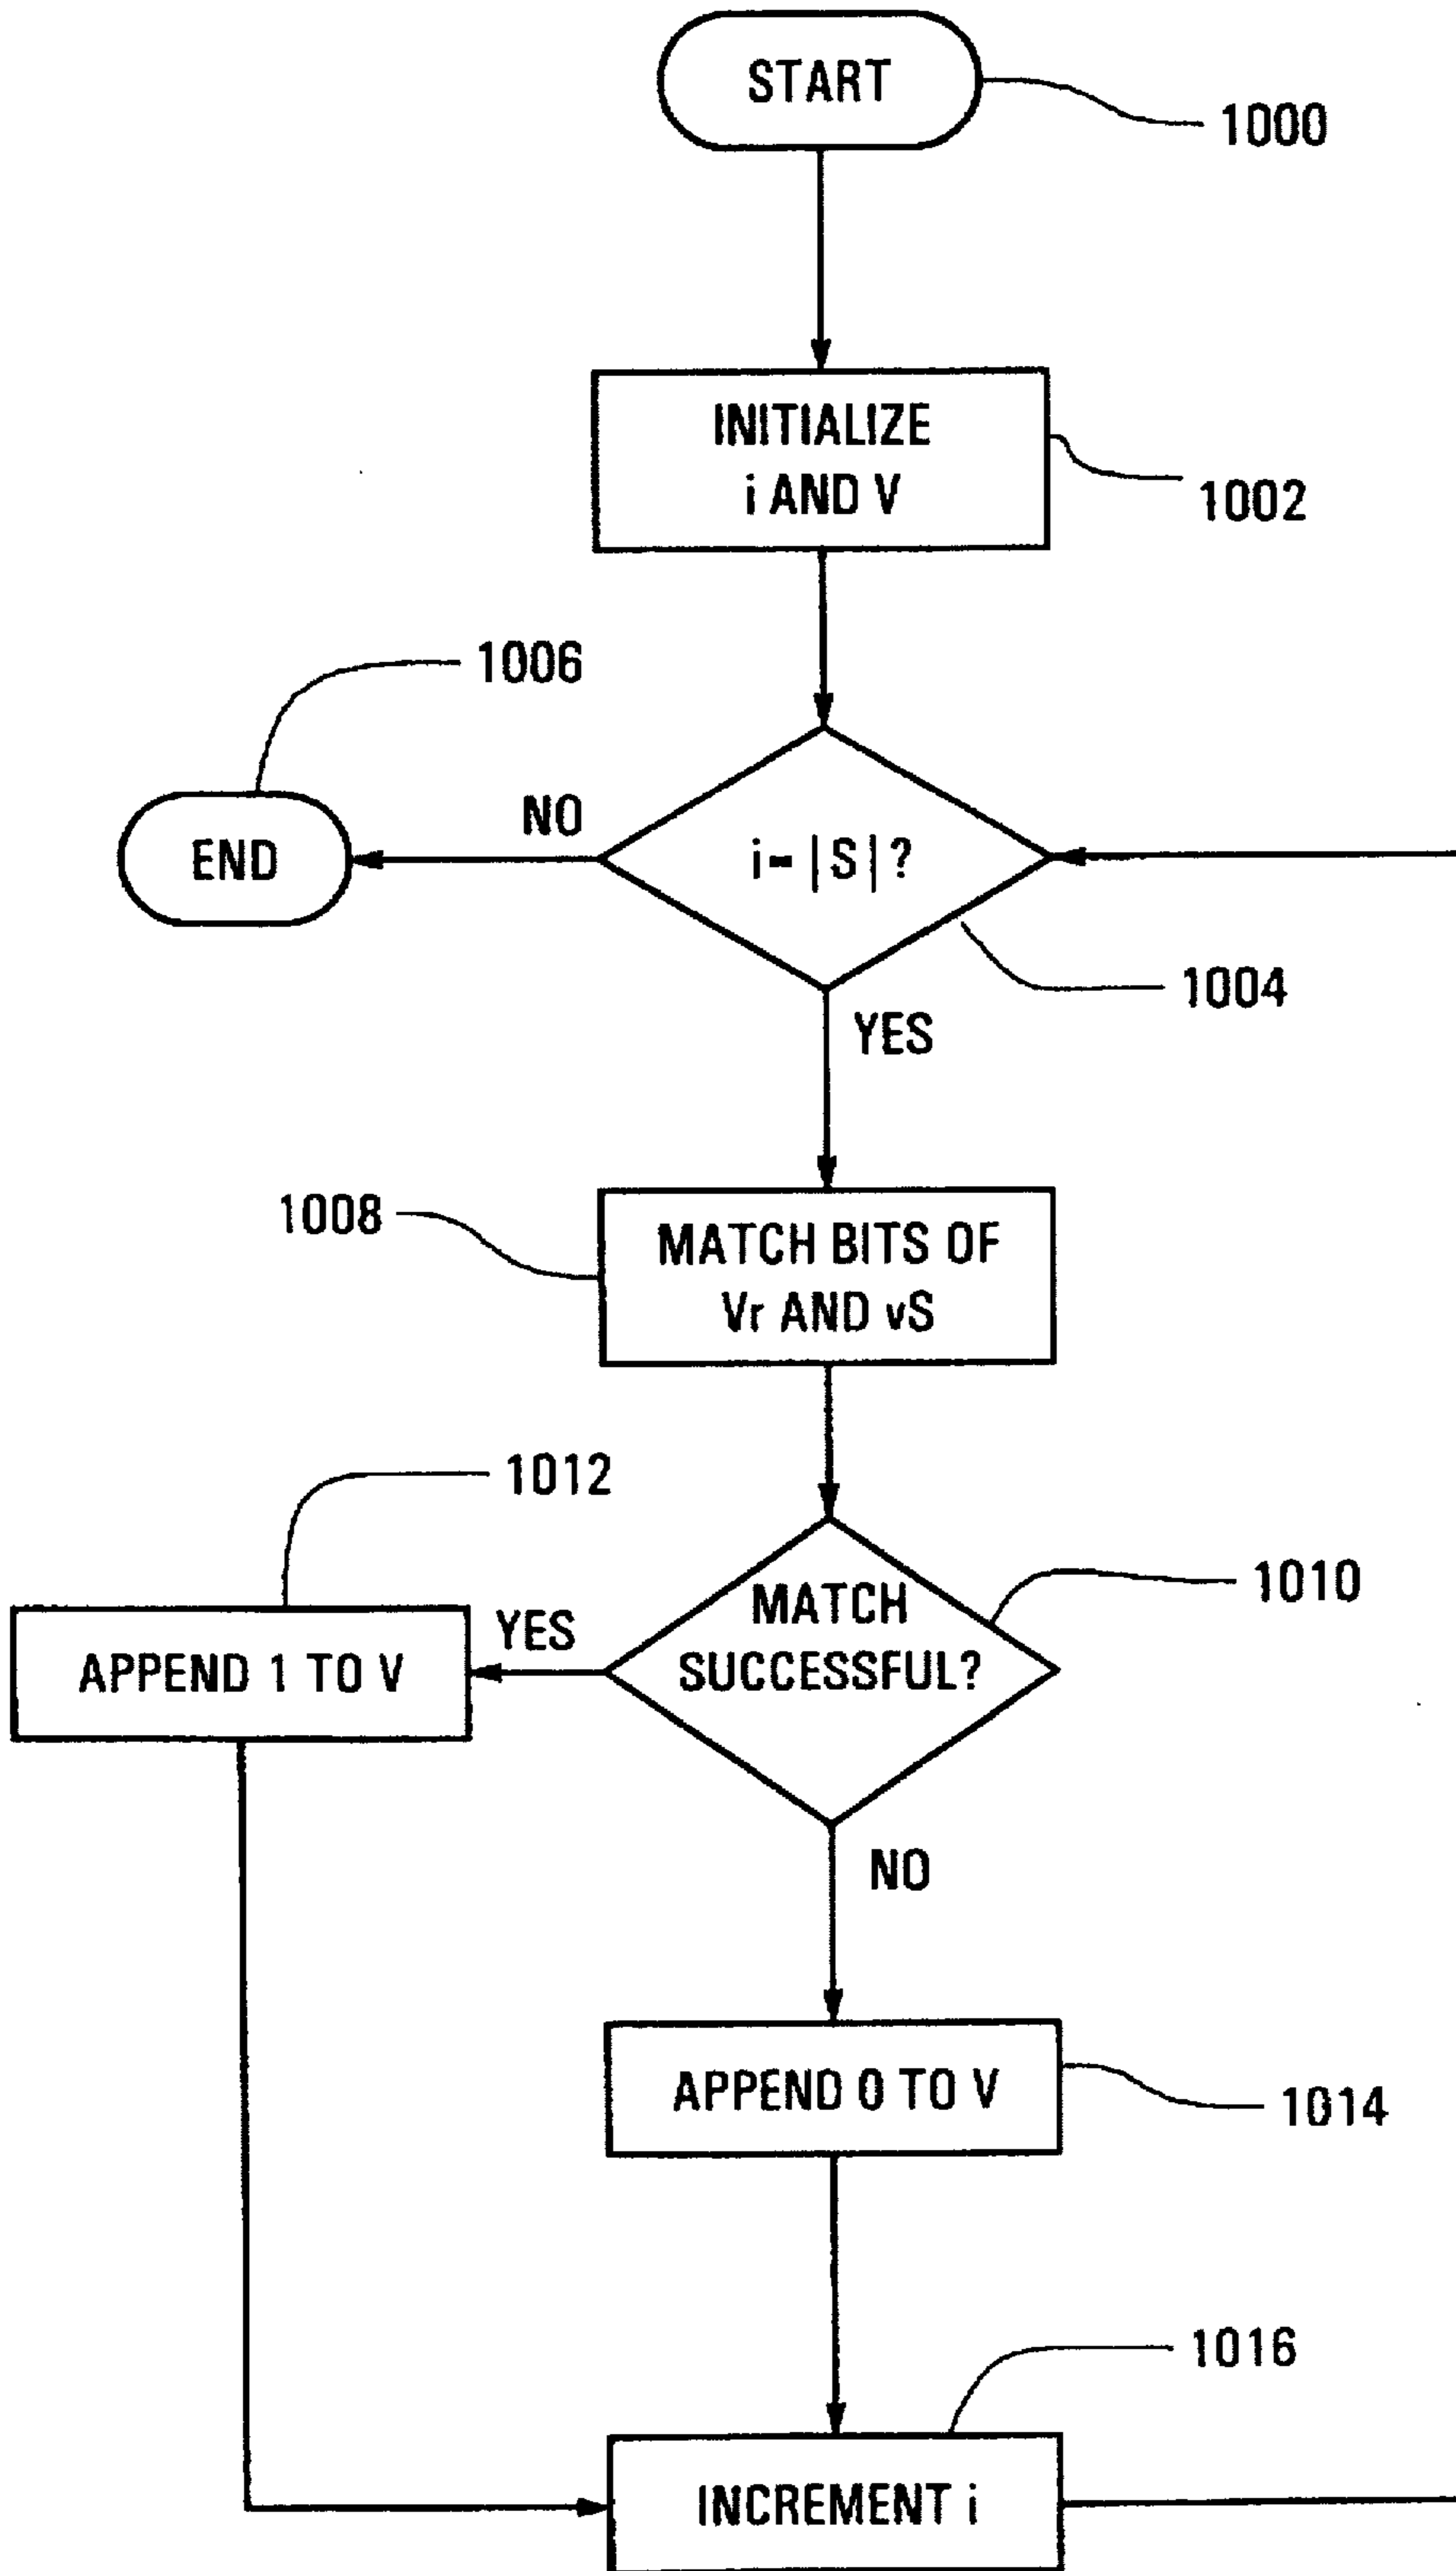 START
1000
INITIALIZE
i AND V
1002
1006
END
NO
i=|S|?
1004
YES
1008
MATCH BITS OF
Vr AND vS
1012
MATCH
SUCCESSFUL?
1010
YES
APPEND 1 TO V
NO
APPEND 0 TO V
1014
1016
INCREMENT i